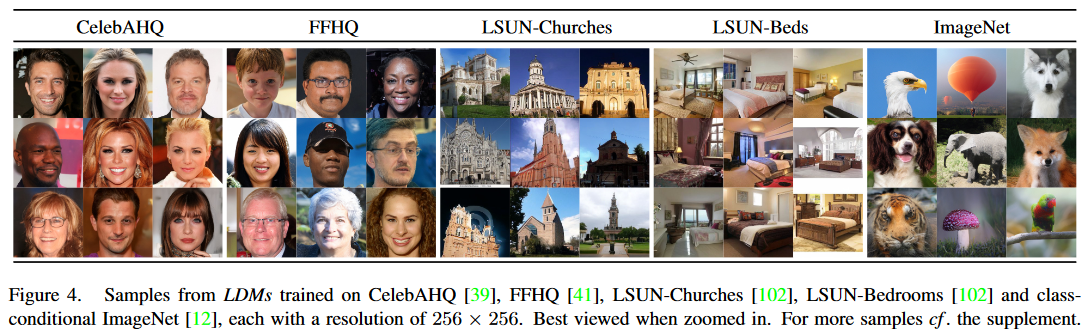 CelebAHQ FFHQ LSUN-Churches LSUN-Beds ImageNet
Figure 4. Samples from LDMs trained on CelebAHQ [39], FFHQ [41], LSUN-Churches [102], LSUN-Bedrooms [102] and class-
conditional ImageNet [12], each with a resolution of 256 × 256. Best viewed when zoomed in. For more samples cf. the supplement.